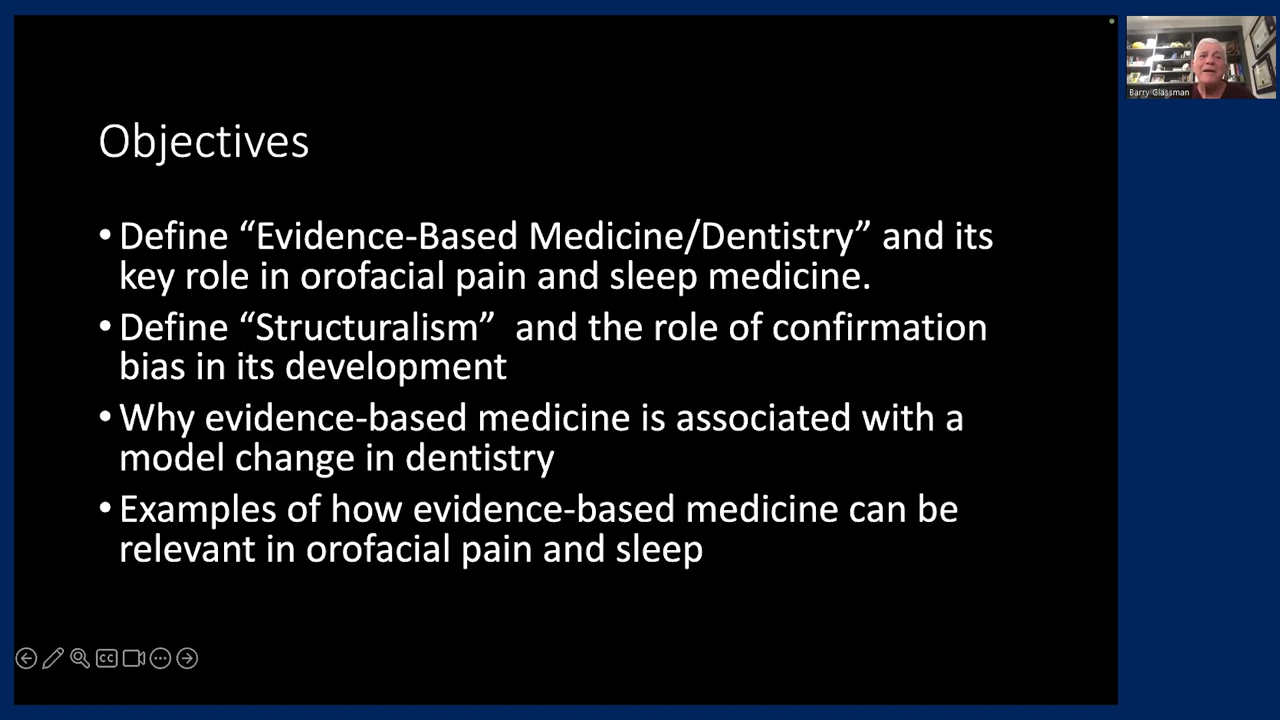 Objectives
• Define “Evidence-Based Medicine/Dentistry” and its
key role in orofacial pain and sleep medicine.
• Define “Structuralism”  and the role of confirmation
bias in its development
• Why evidence-based medicine is associated with a
model change in dentistry
• Examples of how evidence-based medicine can be
relevant in orofacial pain and sleep
CC
Barry Glassman